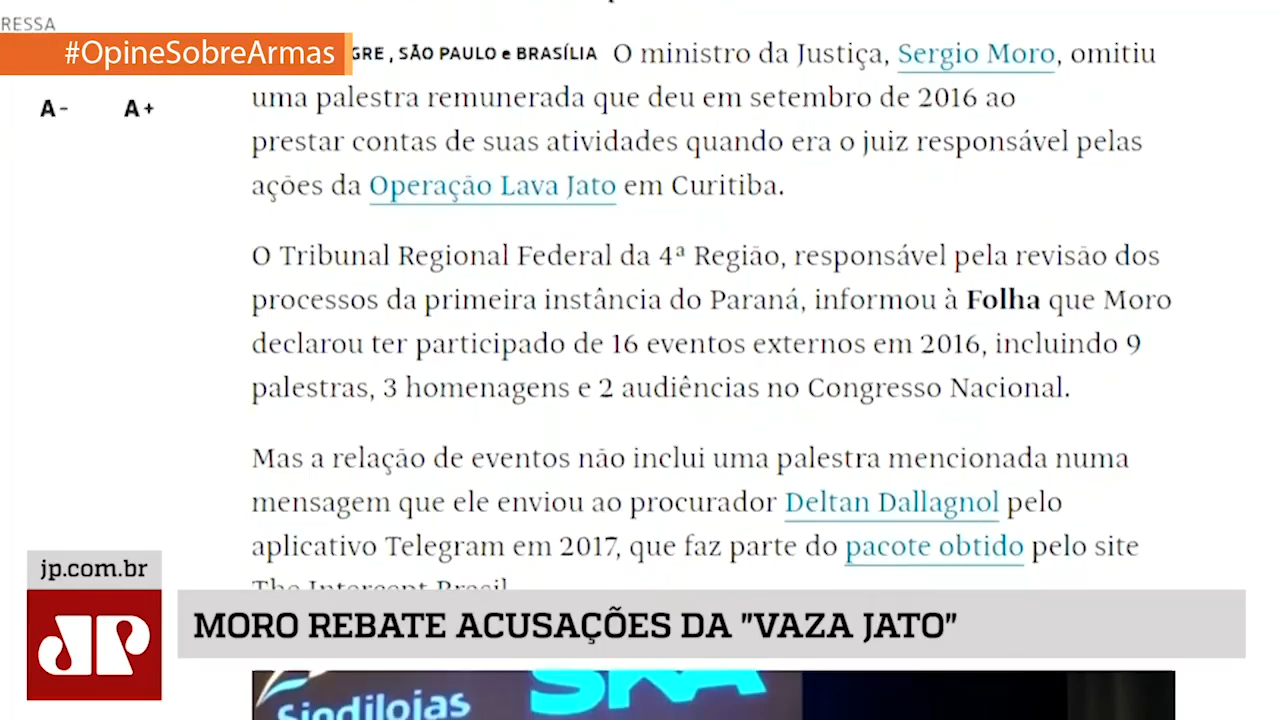 RESSA
#OpineSobreArmas
GRE, SÃO PAULO e BRASÍLIA O ministro da Justiça, Sergio Moro, omitiu
A- A+
uma palestra remunerada que deu em setembro de 2016 ao
prestar contas de suas atividades quando era o juiz responsável pelas
ações da Operação Lava Jato em Curitiba.
O Tribunal Regional Federal da 4ª Região, responsável pela revisão dos
processos da primeira instância do Paraná, informou à Folha que Moro
declarou ter participado de 16 eventos externos em 2016, incluindo 9
palestras, 3 homenagens e 2 audiências no Congresso Nacional.
Mas a relação de eventos não inclui uma palestra mencionada numa
mensagem que ele enviou ao procurador Deltan Dallagnol pelo
aplicativo Telegram em 2017, que faz parte do pacote obtido pelo site
The Intercept Brasil
jp.com.br
JP
MORO REBATE ACUSAÇÕES DA "VAZA JATO"
Sindilojas
SKA